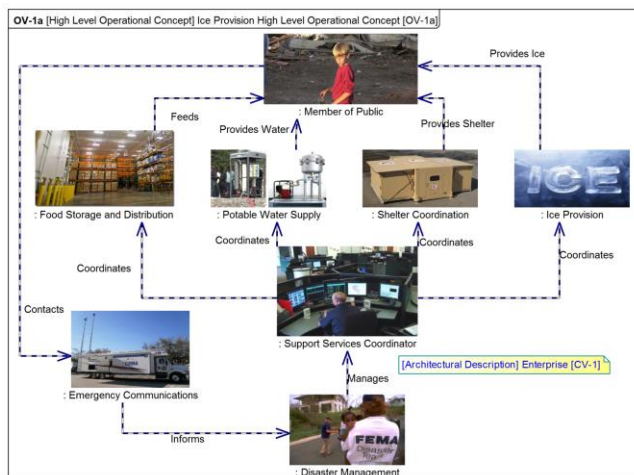 OV-1a [High Level Operational Concept] Ice Provision High Level Operational Concept [OV-1a]
Provides Ice
: Member of Public
Feeds
Provides Water
Provides Shelter
ICE
: Food Storage and Distribution
: Potable Water Supply
: Shelter Coordination
: Ice Provision
Coordinates
Coordinates
Coordinates
Coordinates
Contacts
: Support Services Coordinator
[Architectural Description] Enterprise [CV-1]
Manages
: Emergency Communications
Informs
FEMA
: Disaster Management